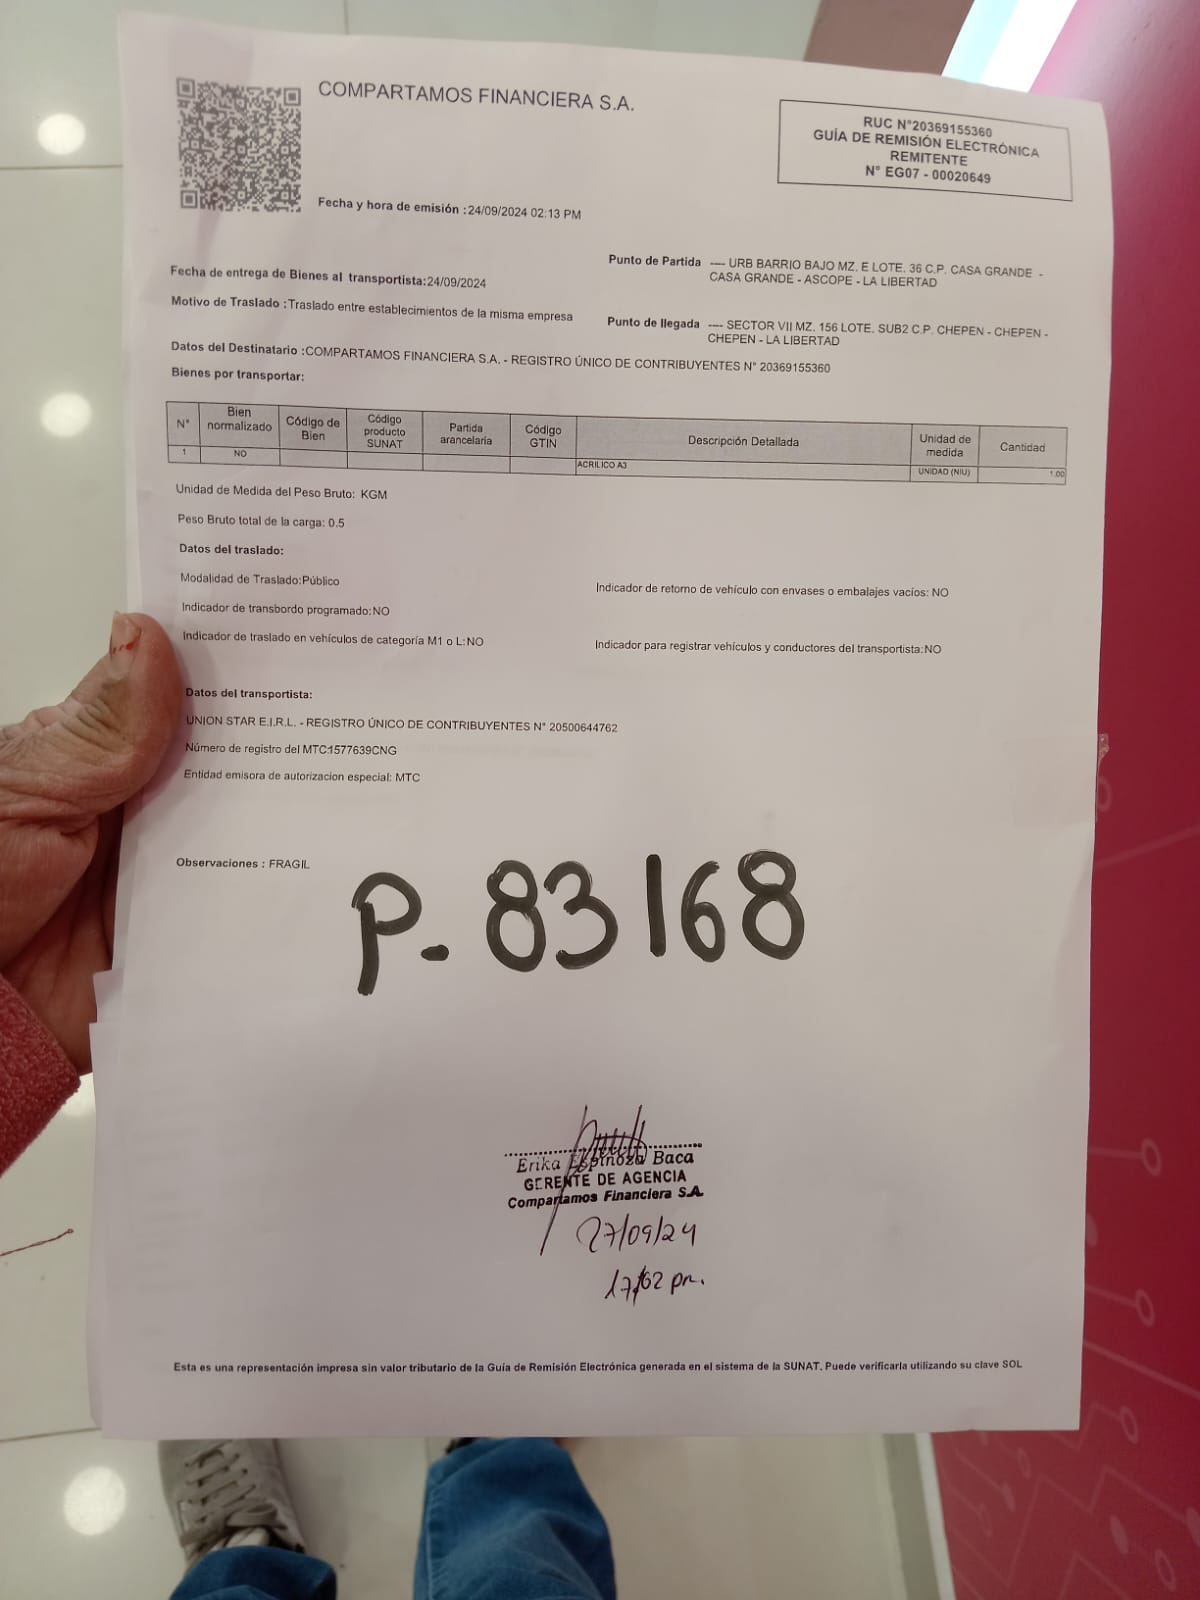 COMPARTAMOS FINANCIERA S.A.
RUC N°20369155360
GUÍA DE REMISIÓN ELECTRÓNICA
REMITENTE
N° EG07 - 00020649
Fecha y hora de emisión :24/09/2024 02:13 PM
Fecha de entrega de Bienes al transportista:24/09/2024
Punto de Partida ---- URB BARRIO BAJO MZ. E LOTE. 36 C.P. CASA GRANDE -
CASA GRANDE - ASCOPE - LA LIBERTAD
Motivo de Traslado :Traslado entre establecimientos de la misma empresa
Punto de llegada ---- SECTOR VII MZ. 156 LOTE. SUB2 C.P. CHEPEN - CHEPEN -
CHEPEN - LA LIBERTAD
Datos del Destinatario :COMPARTAMOS FINANCIERA S.A. - REGISTRO ÚNICO DE CONTRIBUYENTES N° 20369155360
Bienes por transportar:
N° Bien normalizado Código de Bien Código producto SUNAT Partida arancelaria Código GTIN Descripción Detallada Unidad de medida Cantidad
1 NO ACRILICO A3 UNIDAD (NIU) 1.00
Unidad de Medida del Peso Bruto: KGM
Peso Bruto total de la carga: 0.5
Datos del traslado:
Modalidad de Traslado:Público
Indicador de retorno de vehículo con envases o embalajes vacíos: NO
Indicador de transbordo programado:NO
Indicador de traslado en vehículos de categoría M1 o L:NO
Indicador para registrar vehículos y conductores del transportista:NO
Datos del transportista:
UNION STAR E.I.R.L. - REGISTRO ÚNICO DE CONTRIBUYENTES N° 20500644762
Número de registro del MTC:1577639CNG
Entidad emisora de autorizacion especial: MTC
Observaciones : FRAGIL
P. 83168
Erika Espinoza Baca
GERENTE DE AGENCIA
Compartamos Financiera S.A.
27/09/24
17:02 pm.
Esta es una representación impresa sin valor tributario de la Guía de Remisión Electrónica generada en el sistema de la SUNAT. Puede verificarla utilizando su clave SOL